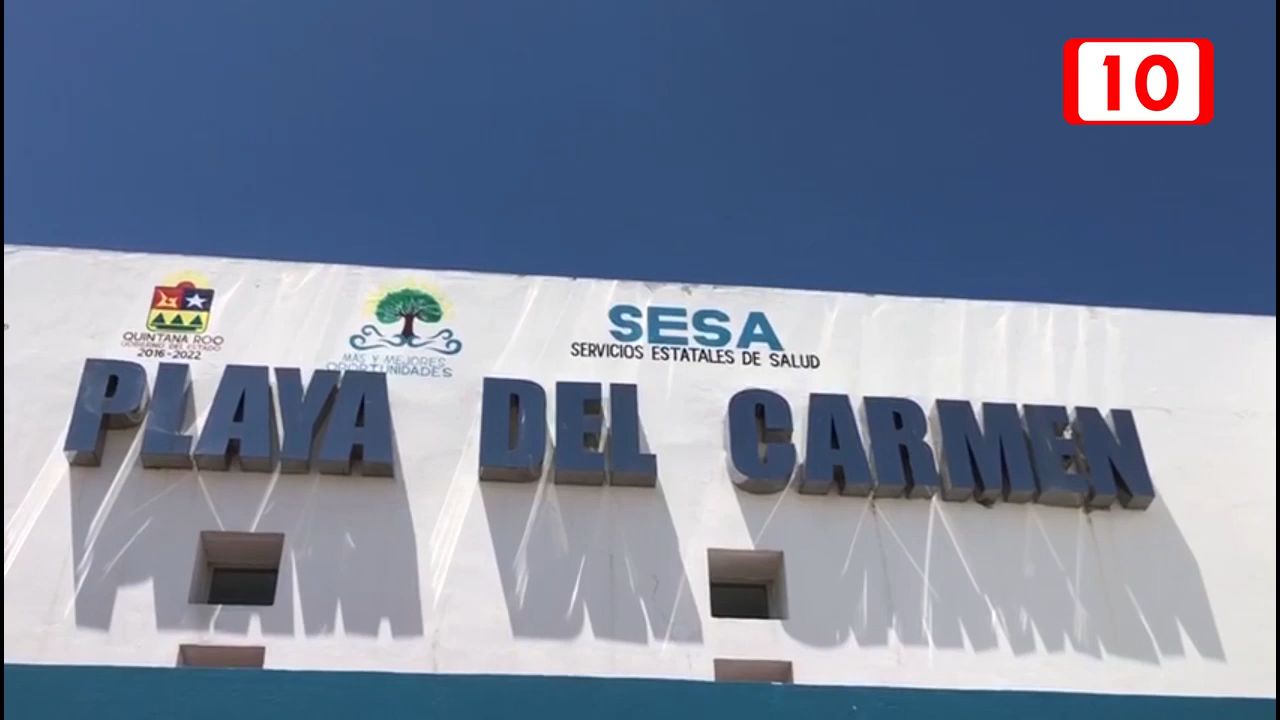 10
QUINTANA ROO
GOBIERNO DEL ESTADO
2016-2022
MÁS Y MEJORES
OPORTUNIDADES
SESA
SERVICIOS ESTATALES DE SALUD
PLAYA DEL CARMEN